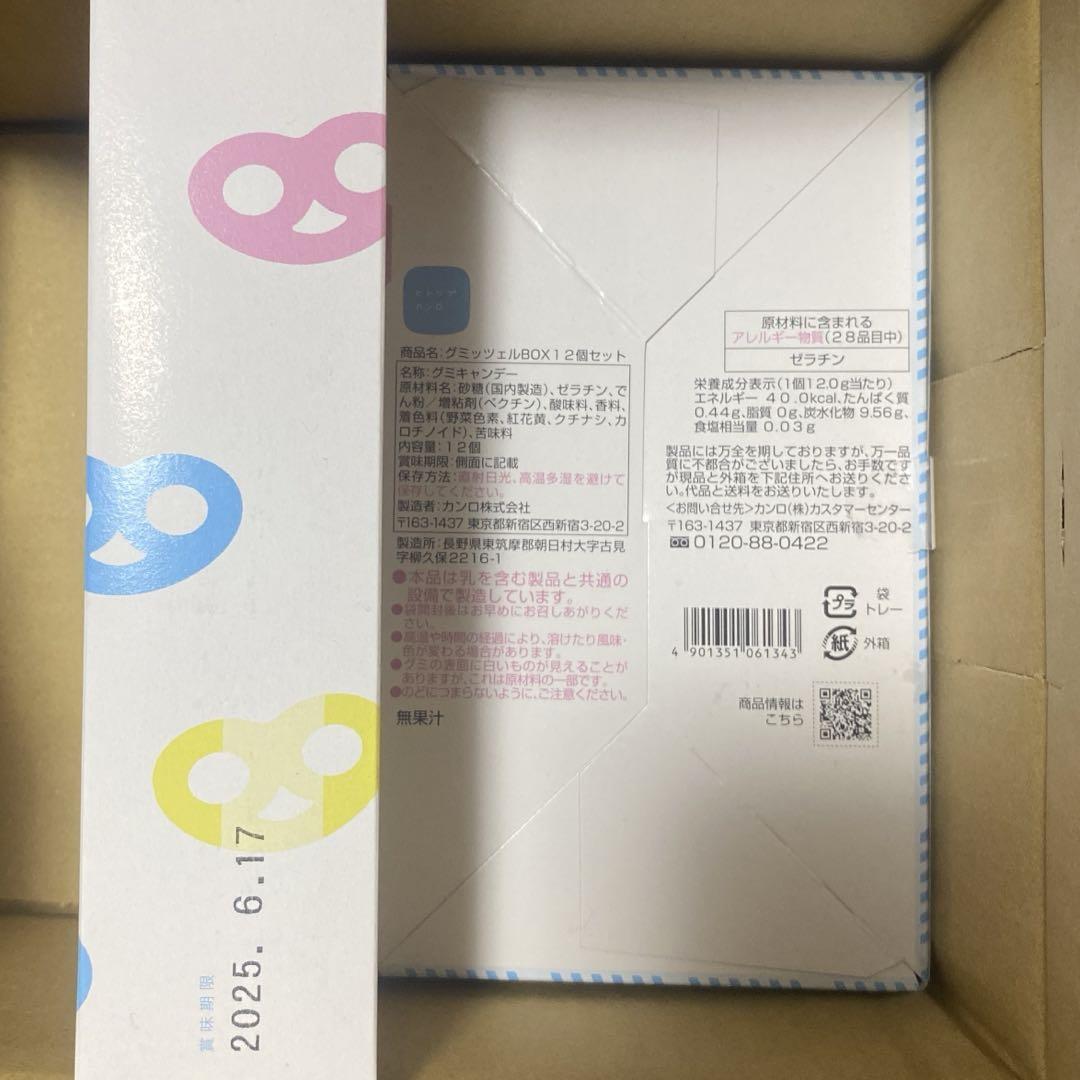 賞味期限
2025. 6.17
ヒトツブ
カンロ
商品名:グミッツェルBOX12個セット
名称:グミキャンデー
原材料名:砂糖(国内製造)、ゼラチン、で
ん粉/増粘剤(ペクチン)、酸味料、香料、
着色料(野菜色素、紅花黄、クチナシ、カ
ロチノイド)、苦味料
内容量:12個
賞味期限:側面に記載
保存方法:直射日光、高温多湿を避けて
保存してください。
製造者:カンロ株式会社
〒163-1437 東京都新宿区西新宿3-20-2
製造所:長野県東筑摩郡朝日村大字古見
字柳久保2216-1
●本品は乳を含む製品と共通の
設備で製造しています。
●袋開封後はお早めにお召しあがりくだ
さい。
●高温や時間の経過により、溶けたり風味・
色が変わる場合があります。
●グミの表面に白いものが見えることが
ありますが、これは原材料の一部です。
●のどにつまらないように、ご注意ください。
無果汁
原材料に含まれる
アレルギー物質(28品目中)
ゼラチン
栄養成分表示(1個12.0g当たり)
エネルギー 40.0kcal、たんぱく質
0.44g、脂質 0g、炭水化物 9.56g、
食塩相当量 0.03g
製品には万全を期しておりますが、万一品
質に不都合がございましたら、お手数です
が現品と外箱を下記住所へお送りくださ
い。代品と送料をお送りいたします。
<お問い合せ先>カンロ(株)カスタマーセンター
〒163-1437 東京都新宿区西新宿3-20-2
0120-88-0422
プラ
袋
トレー
紙
外箱
4 901351 061343
商品情報は
こちら